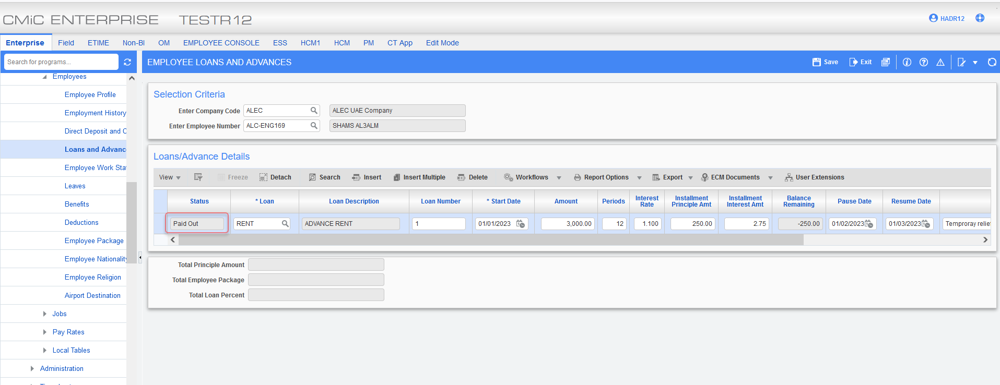 CMiC ENTERPRISE TESTR12
HADR12
Enterprise Field ETIME Non-BI OM EMPLOYEE CONSOLE ESS HCM1 HCM PM CT App Edit Mode
Search for programs...
EMPLOYEE LOANS AND ADVANCES
Save Exit
Employees
Employee Profile
Employment History
Direct Deposit and C
Loans and Advanc
Employee Work Sta
Leaves
Benefits
Deductions
Employee Package
Employee Nationality
Employee Religion
Airport Destination
Jobs
Pay Rates
Local Tables
Administration
Selection Criteria
Enter Company Code ALEC ALEC UAE Company
Enter Employee Number ALC-ENG169 SHAMS AL3ALM
Loans/Advance Details
View Freeze Detach Search Insert Insert Multiple Delete Workflows Report Options Export ECM Documents User Extensions
Status * Loan Loan Description Loan Number * Start Date Amount Periods Interest Rate Installment Principle Amt Installment Interest Amt Balance Remaining Pause Date Resume Date
Paid Out RENT ADVANCE RENT 1 01/01/2023 3,000.00 12 1.100 250.00 2.75 -250.00 01/02/2023 01/03/2023 Temproray relief
Total Principle Amount
Total Employee Package
Total Loan Percent